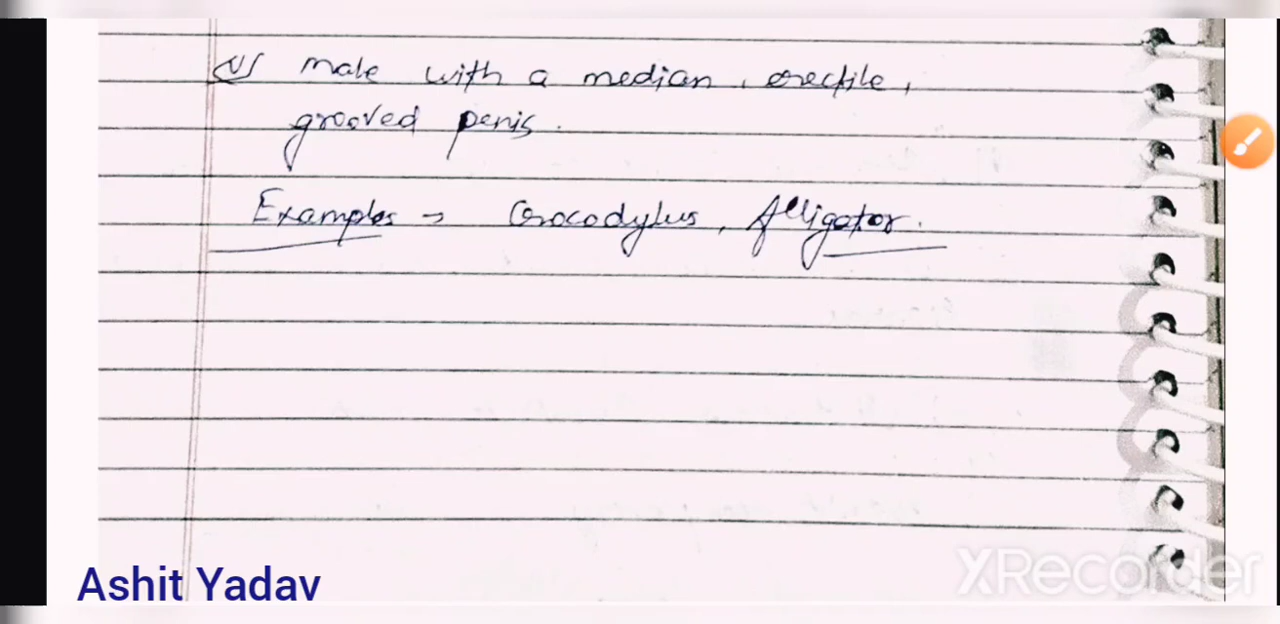 (v) male with a median, erectile,
grooved penis.
Examples → Crocodylus, Alligator.
Ashit Yadav
XRecorder